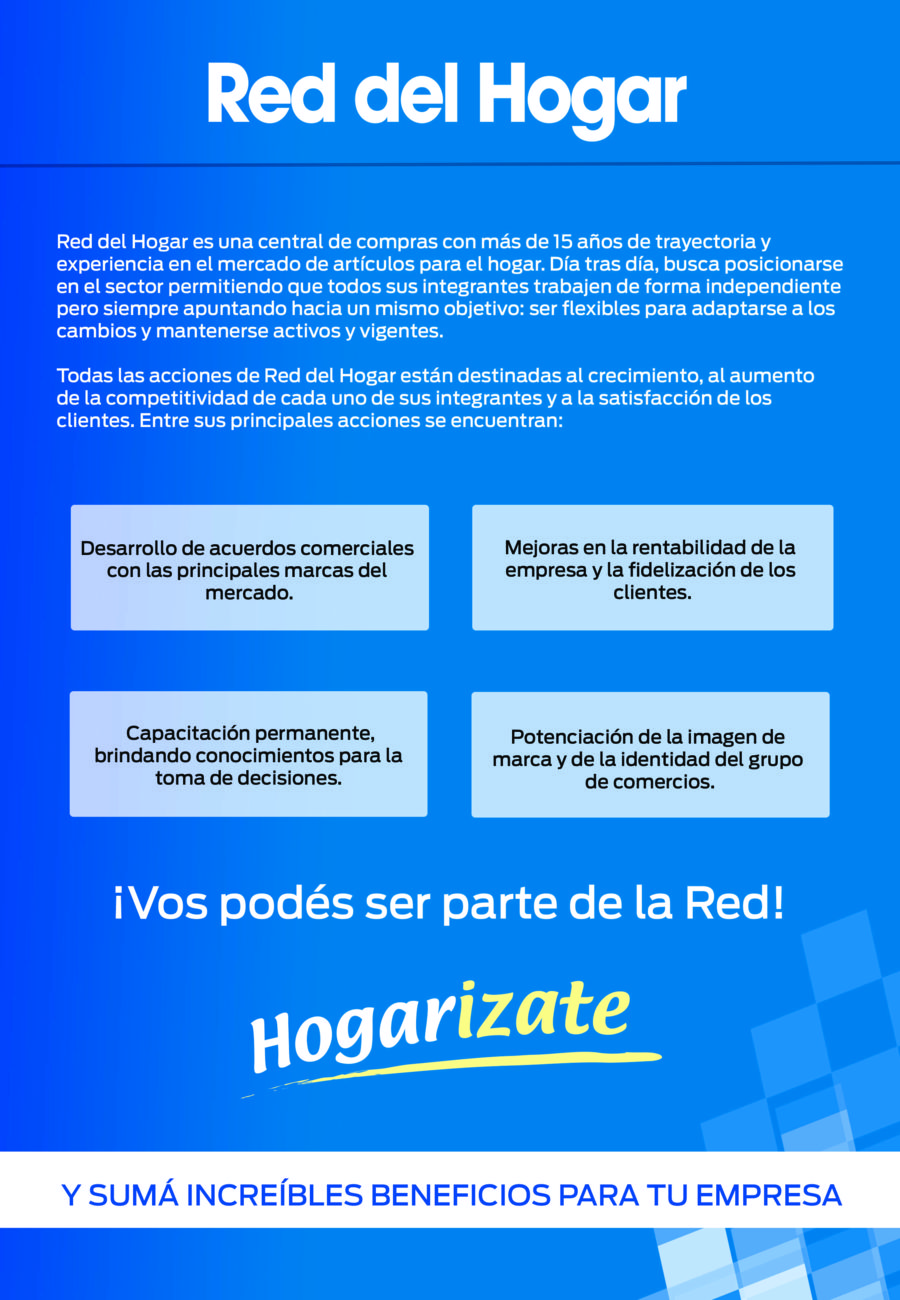 Red del Hogar
Red del Hogar es una central de compras con más de 15 años de trayectoria y
experiencia en el mercado de artículos para el hogar. Día tras día, busca posicionarse
en el sector permitiendo que todos sus integrantes trabajen de forma independiente
pero siempre apuntando hacia un mismo objetivo: ser flexibles para adaptarse a los
cambios y mantenerse activos y vigentes.
Todas las acciones de Red del Hogar están destinadas al crecimiento, al aumento
de la competitividad de cada uno de sus integrantes y a la satisfacción de los
clientes. Entre sus principales acciones se encuentran:
Desarrollo de acuerdos comerciales
con las principales marcas del
mercado.
Mejoras en la rentabilidad de la
empresa y la fidelización de los
clientes.
Capacitación permanente,
brindando conocimientos para la
toma de decisiones.
Potenciación de la imagen de
marca y de la identidad del grupo
de comercios.
¡Vos podés ser parte de la Red!
Hogarizate
Y SUMÁ INCREÍBLES BENEFICIOS PARA TU EMPRESA